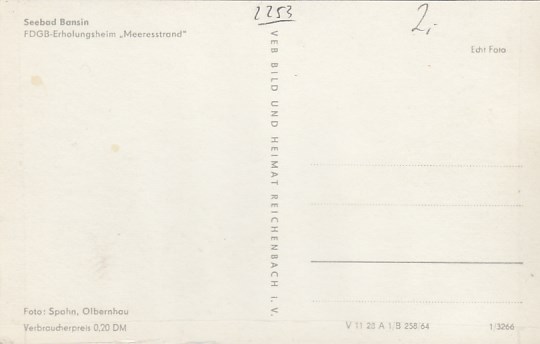 2253
2,-
Seebad Bansin
FDGB-Erholungsheim „Meeresstrand"
Echt Foto
VEB BILD UND HEIMAT REICHENBACH I. V.
Foto: Spahn, Olbernhau
Verbraucherpreis 0,20 DM
V 11 28 A 1/B 258/64
1/3266